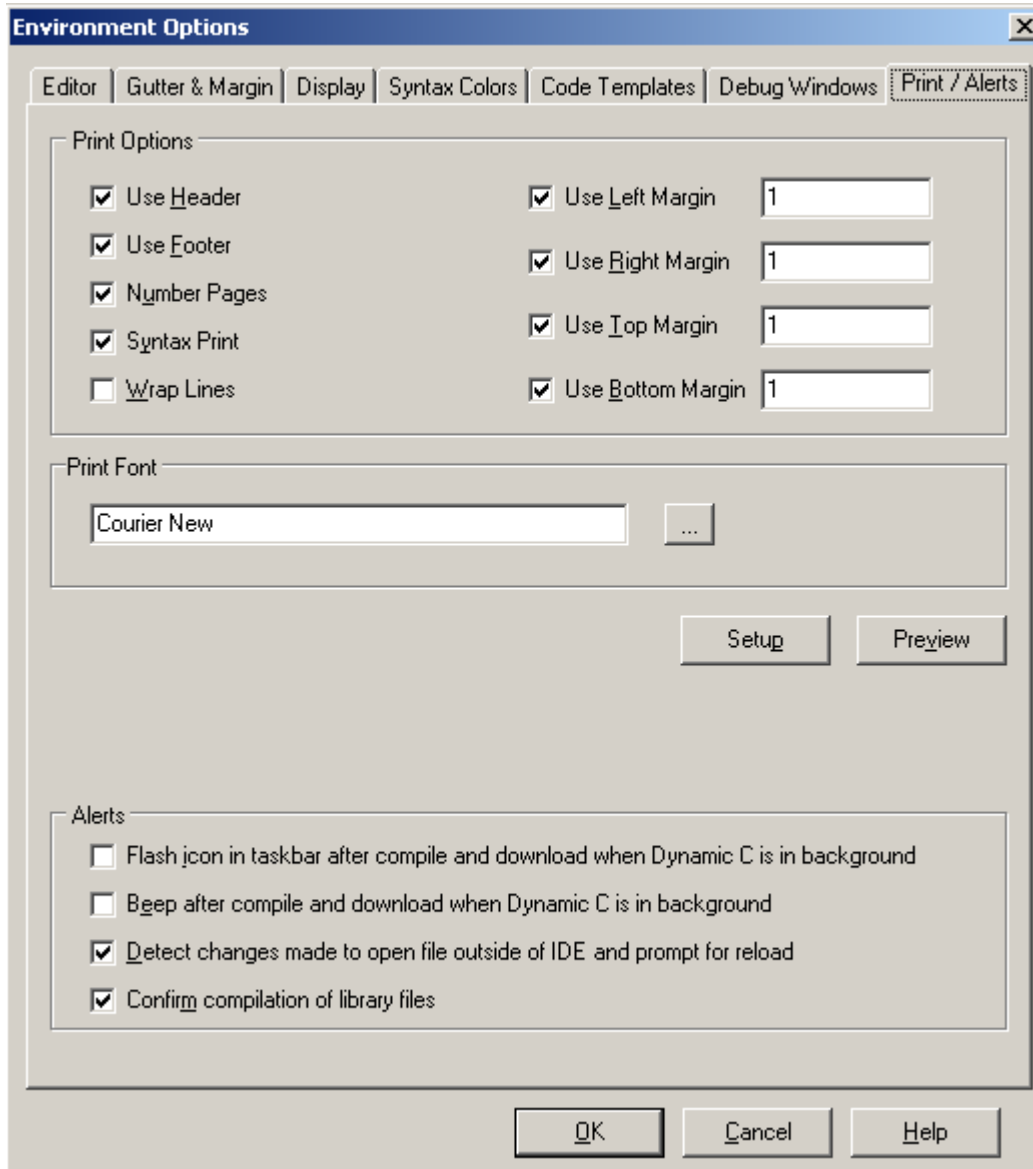 Environment Options
Editor Gutter & Margin Display Syntax Colors Code Templates Debug Windows Print / Alerts
Print Options
Use Header
Use Footer
Number Pages
Syntax Print
Wrap Lines
Use Left Margin 1
Use Right Margin 1
Use Top Margin 1
Use Bottom Margin 1
Print Font
Courier New ...
Setup Preview
Alerts
Flash icon in taskbar after compile and download when Dynamic C is in background
Beep after compile and download when Dynamic C is in background
Detect changes made to open file outside of IDE and prompt for reload
Confirm compilation of library files
OK Cancel Help